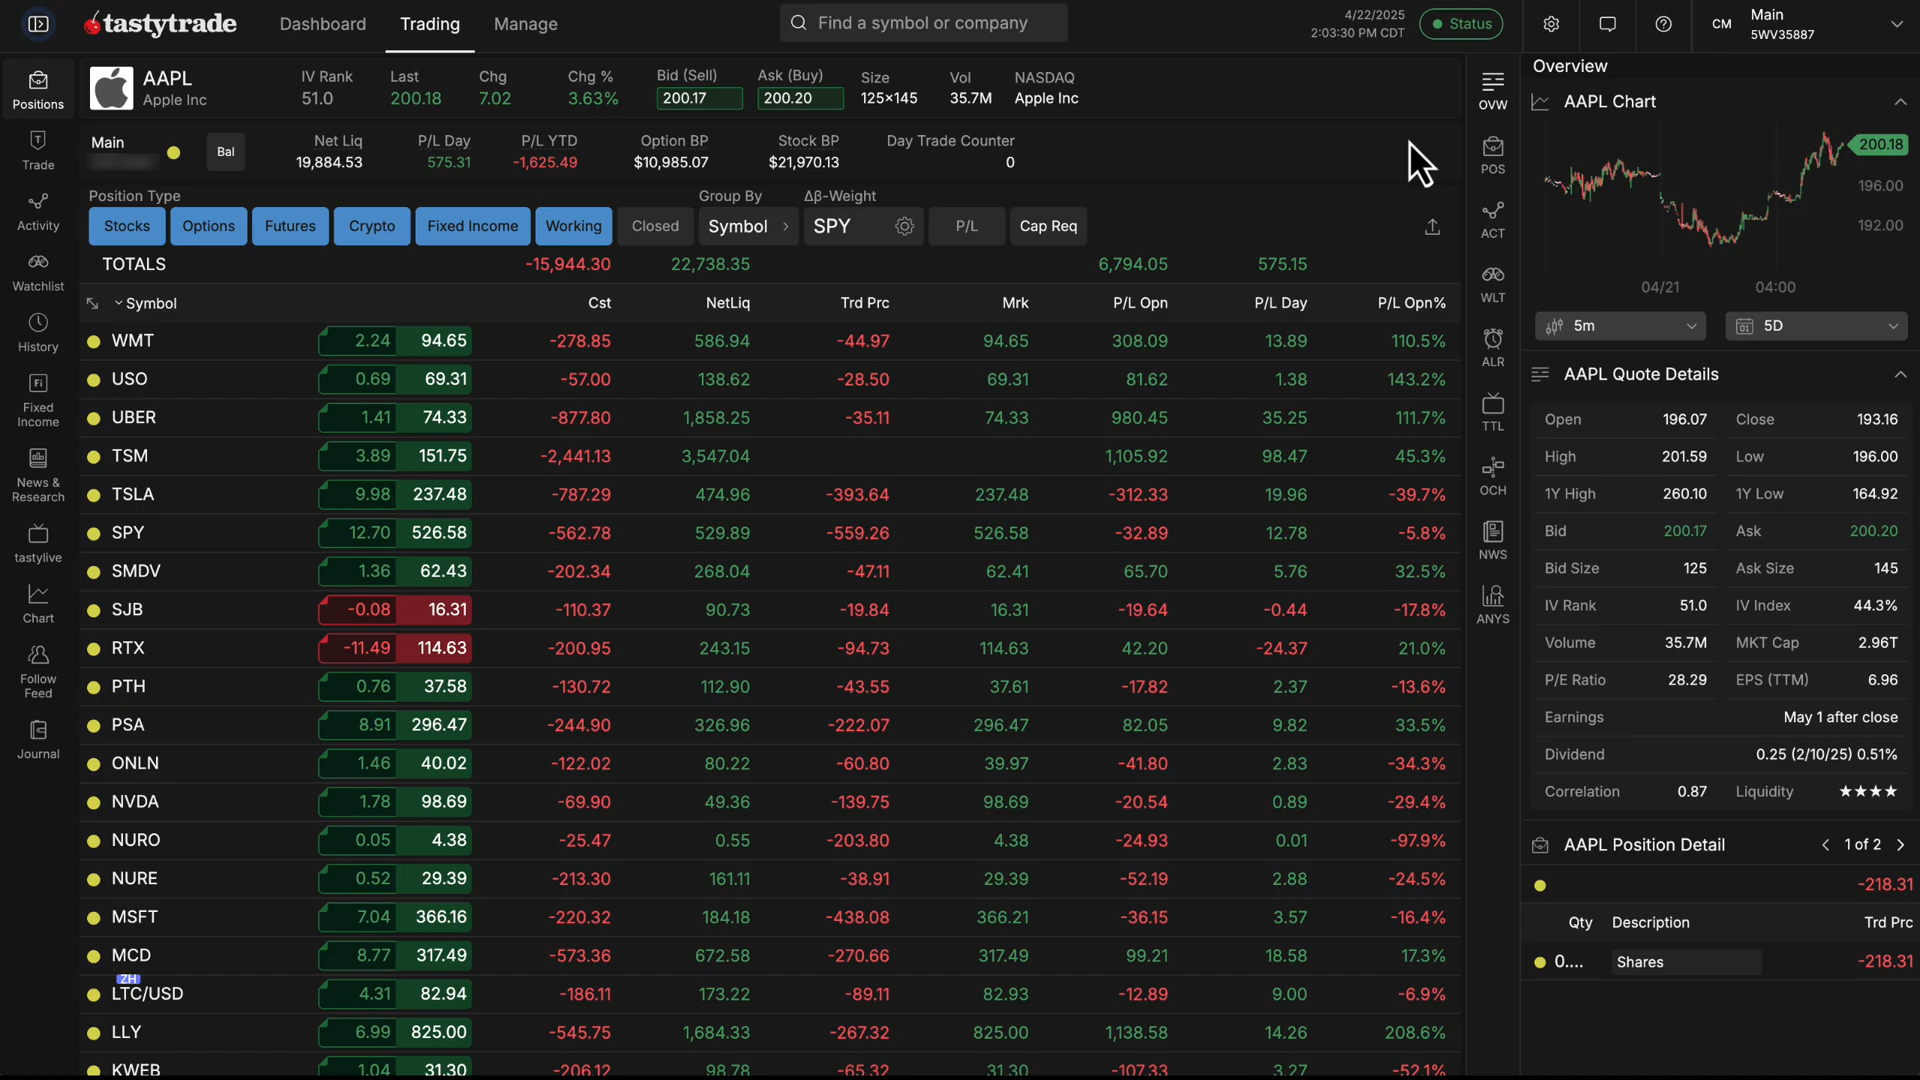 tastytrade Dashboard Trading Manage Find a symbol or company 4/22/2025 2:03:30 PM CDT Status CM Main 5WV35887
Positions
Trade
Activity
Watchlist
History
Fi
Fixed Income
News & Research
tastylive
Chart
Follow Feed
Journal
AAPL
Apple Inc
IV Rank 51.0
Last 200.18
Chg 7.02
Chg % 3.63%
Bid (Sell) 200.17
Ask (Buy) 200.20
Size 125×145
Vol 35.7M
NASDAQ Apple Inc
Main
Bal
Net Liq 19,884.53
P/L Day 575.31
P/L YTD -1,625.49
Option BP $10,985.07
Stock BP $21,970.13
Day Trade Counter 0
Position Type Group By Δβ-Weight
Stocks Options Futures Crypto Fixed Income Working Closed Symbol SPY P/L Cap Req
TOTALS -15,944.30 22,738.35 6,794.05 575.15
Symbol Cst NetLiq Trd Prc Mrk P/L Opn P/L Day P/L Opn%
WMT 2.24 94.65 -278.85 586.94 -44.97 94.65 308.09 13.89 110.5%
USO 0.69 69.31 -57.00 138.62 -28.50 69.31 81.62 1.38 143.2%
UBER 1.41 74.33 -877.80 1,858.25 -35.11 74.33 980.45 35.25 111.7%
TSM 3.89 151.75 -2,441.13 3,547.04 1,105.92 98.47 45.3%
TSLA 9.98 237.48 -787.29 474.96 -393.64 237.48 -312.33 19.96 -39.7%
SPY 12.70 526.58 -562.78 529.89 -559.26 526.58 -32.89 12.78 -5.8%
SMDV 1.36 62.43 -202.34 268.04 -47.11 62.41 65.70 5.76 32.5%
SJB -0.08 16.31 -110.37 90.73 -19.84 16.31 -19.64 -0.44 -17.8%
RTX -11.49 114.63 -200.95 243.15 -94.73 114.63 42.20 -24.37 21.0%
PTH 0.76 37.58 -130.72 112.90 -43.55 37.61 -17.82 2.37 -13.6%
PSA 8.91 296.47 -244.90 326.96 -222.07 296.47 82.05 9.82 33.5%
ONLN 1.46 40.02 -122.02 80.22 -60.80 39.97 -41.80 2.83 -34.3%
NVDA 1.78 98.69 -69.90 49.36 -139.75 98.69 -20.54 0.89 -29.4%
NURO 0.05 4.38 -25.47 0.55 -203.80 4.38 -24.93 0.01 -97.9%
NURE 0.52 29.39 -213.30 161.11 -38.91 29.39 -52.19 2.88 -24.5%
MSFT 7.04 366.16 -220.32 184.18 -438.08 366.21 -36.15 3.57 -16.4%
MCD 8.77 317.49 -573.36 672.58 -270.66 317.49 99.21 18.58 17.3%
ZH
LTC/USD 4.31 82.94 -186.11 173.22 -89.11 82.93 -12.89 9.00 -6.9%
LLY 6.99 825.00 -545.75 1,684.33 -267.32 825.00 1,138.58 14.26 208.6%
KWEB 1.04 31.30 -206.12 98.78 -65.32 31.30 -107.33 3.27 -52.1%
OVW
POS
ACT
WLT
ALR
TTL
OCH
NWS
ANYS
Overview
AAPL Chart
200.18
196.00
192.00
04/21 04:00
5m 01 5D
AAPL Quote Details
Open 196.07 Close 193.16
High 201.59 Low 196.00
1Y High 260.10 1Y Low 164.92
Bid 200.17 Ask 200.20
Bid Size 125 Ask Size 145
IV Rank 51.0 IV Index 44.3%
Volume 35.7M MKT Cap 2.96T
P/E Ratio 28.29 EPS (TTM) 6.96
Earnings May 1 after close
Dividend 0.25 (2/10/25) 0.51%
Correlation 0.87 Liquidity ★★★★
AAPL Position Detail 1 of 2
-218.31
Qty Description Trd Prc
0.... Shares -218.31